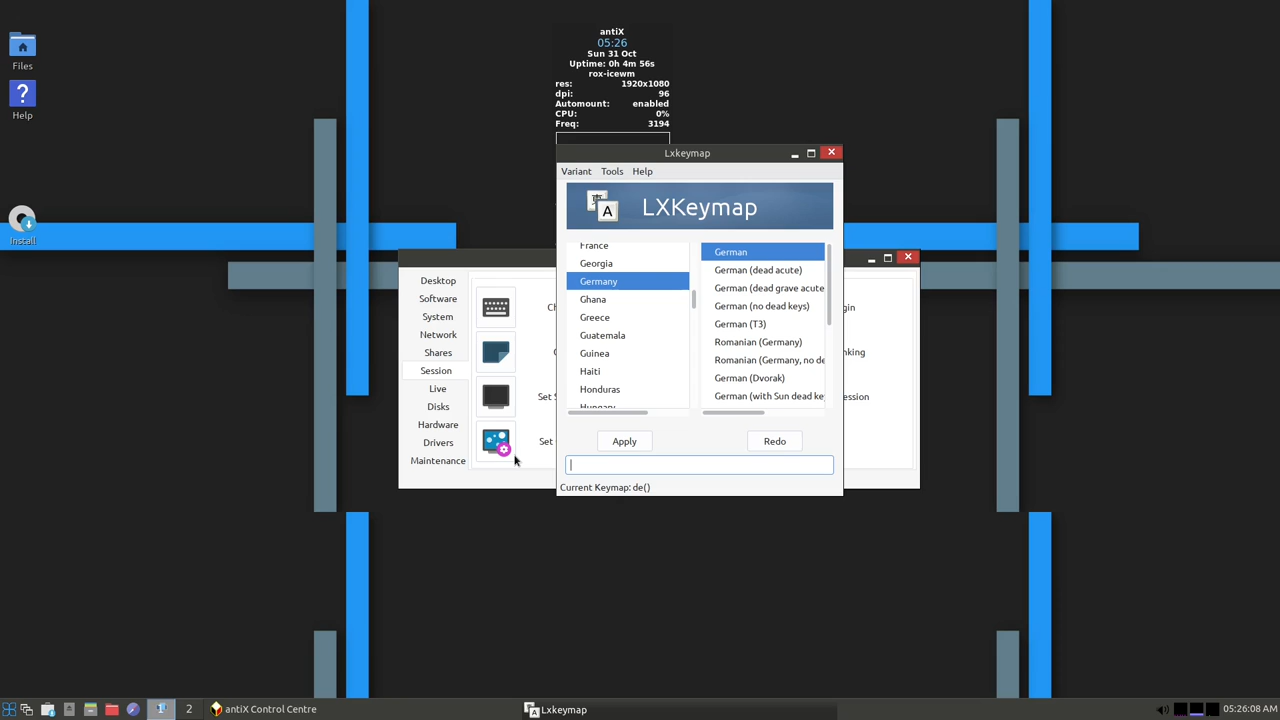 Files
Help
Install
antiX
05:26
Sun 31 Oct
Uptime: 0h 4m 56s
rox-icewm
res: 1920x1080
dpi: 96
Automount: enabled
CPU: 0%
Freq: 3194
Lxkeymap
Variant Tools Help
LXKeymap
France
Georgia
Germany
Ghana
Greece
Guatemala
Guinea
Haiti
Honduras
Hungary
German
German (dead acute)
German (dead grave acute
German (no dead keys)
German (T3)
Romanian (Germany)
Romanian (Germany, no de
German (Dvorak)
German (with Sun dead key
Apply Redo
Current Keymap: de()
Desktop
Software
System
Network
Shares
Session
Live
Disks
Hardware
Drivers
Maintenance
Ch
Set S
Set
gin
nking
ession
1
2
antiX Control Centre
Lxkeymap
05:26:08 AM